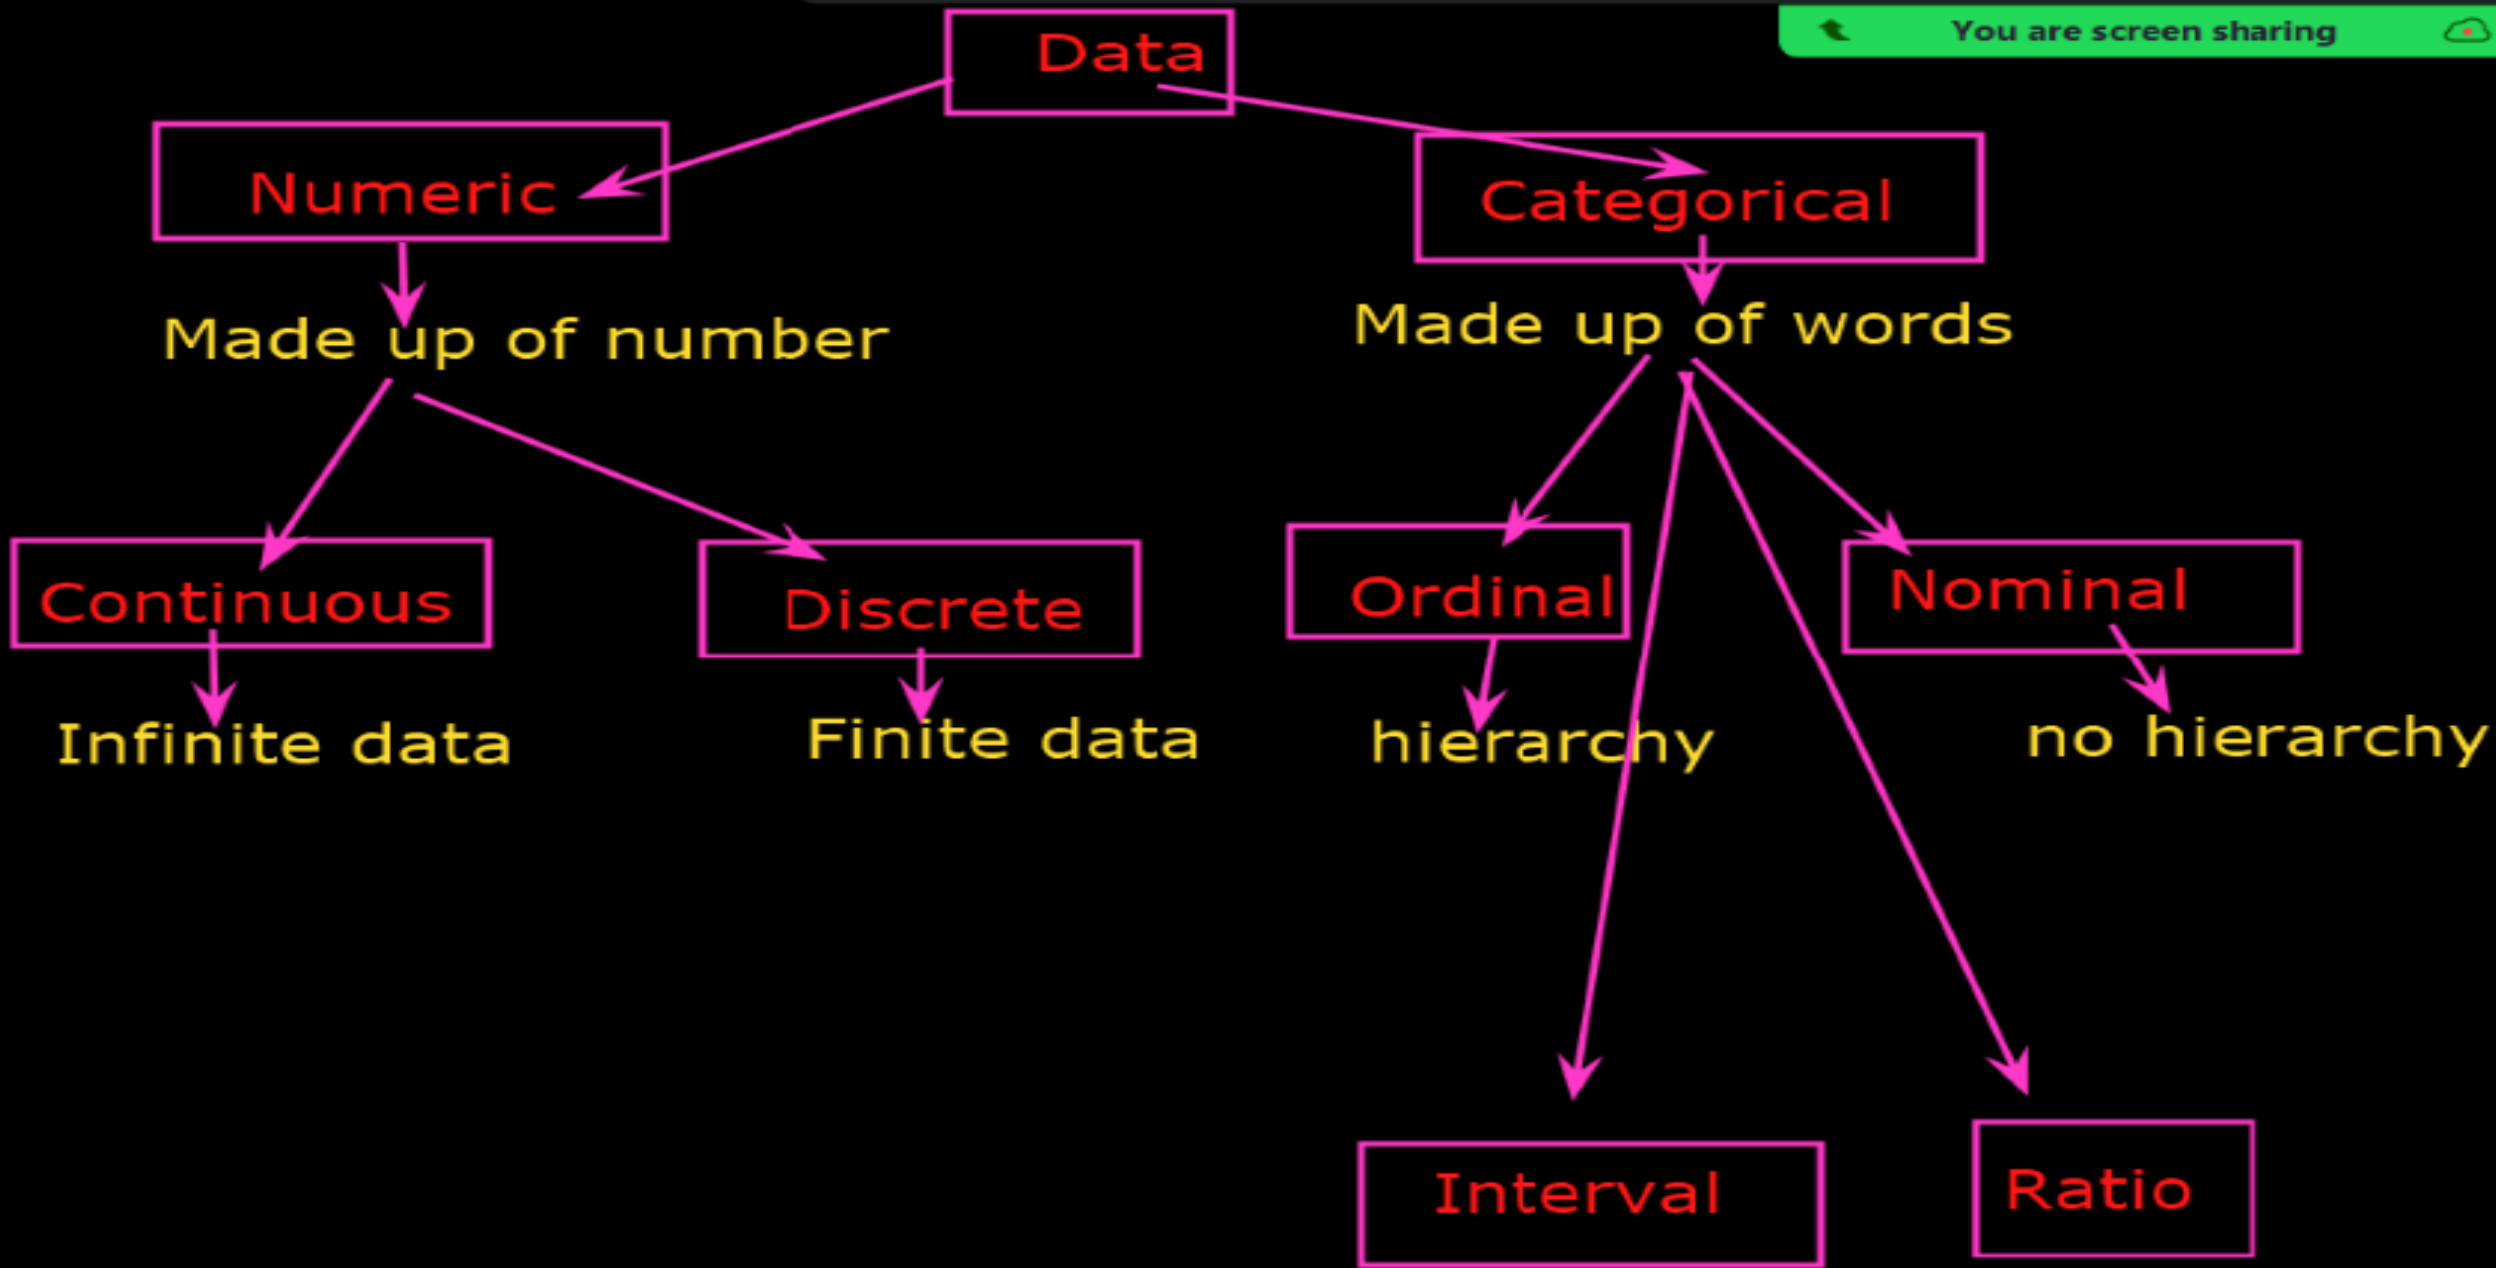 You are screen sharing
Data
Numeric
Categorical
Made up of number
Made up of words
Continuous
Discrete
Ordinal
Nominal
Infinite data
Finite data
hierarchy
no hierarchy
Interval
Ratio